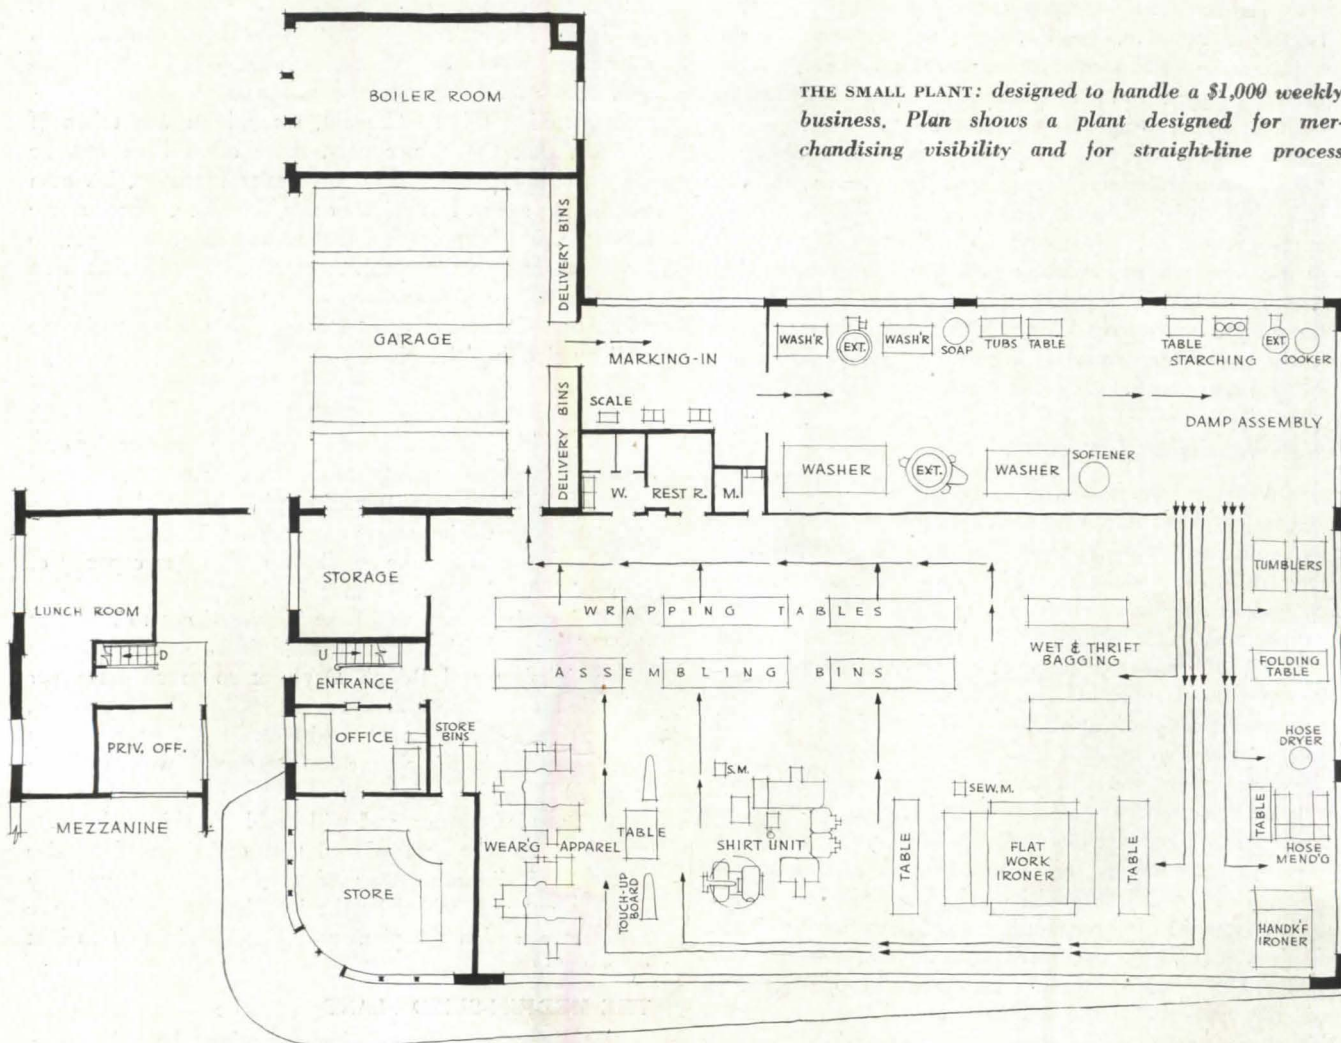 THE SMALL PLANT: designed to handle a $1,000 weekly
business. Plan shows a plant designed for mer-
chandising visibility and for straight-line process
BOILER ROOM
DELIVERY BINS
GARAGE
DELIVERY BINS
MARKING-IN
SCALE
W.
REST R.
M.
WASH'R
EXT.
WASH'R
SOAP
TUBS
TABLE
TABLE
STARCHING
EXT
COOKER
DAMP ASSEMBLY
WASHER
EXT.
WASHER
SOFTENER
LUNCH ROOM
D
PRIV. OFF.
MEZZANINE
STORAGE
U
ENTRANCE
OFFICE
STORE
BINS
STORE
WRAPPING TABLES
ASSEMBLING BINS
WET & THRIFT
BAGGING
TUMBLERS
FOLDING
TABLE
HOSE
DRYER
TABLE
HOSE
MEND'G
HANDK'F
IRONER
WEAR'G APPAREL
TABLE
TOUCH-UP
BOARD
S.M.
SHIRT UNIT
TABLE
SEW. M.
FLAT
WORK
IRONER
TABLE